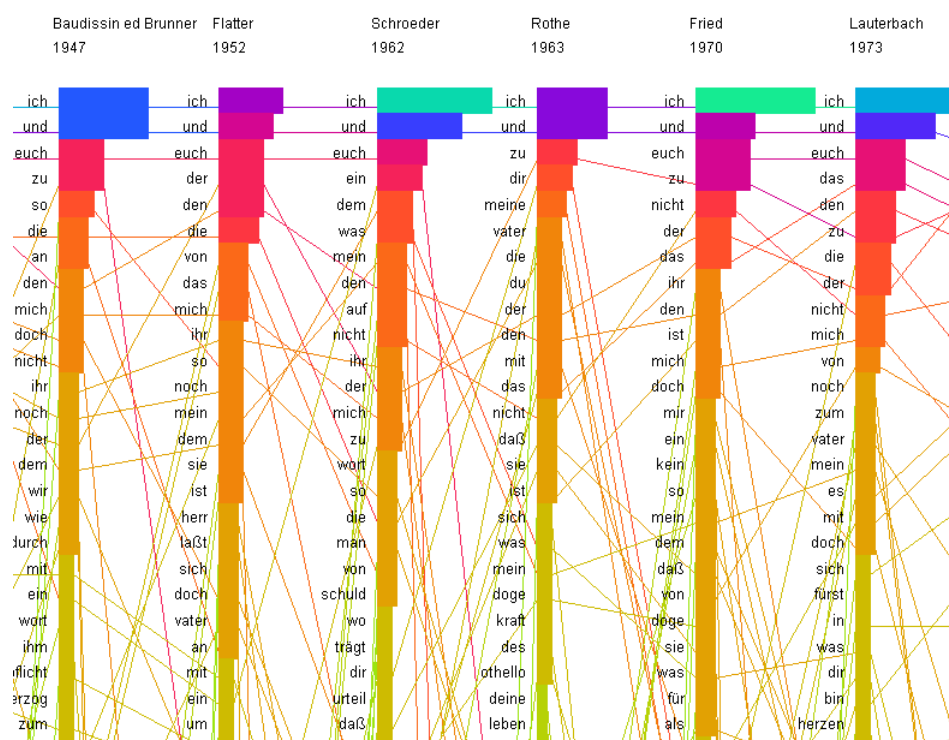 Baudissin ed Brunner Flatter Schroeder Rothe Fried Lauterbach
1947 1952 1962 1963 1970 1973
ich ich ich ich ich ich
und und und und und und
euch euch euch zu euch euch
zu der ein dir zu das
so den dem meine nicht den
die die was vater der zu
an von mein die das die
den das den du ihr der
mich mich auf der den nicht
doch ihr nicht den ist mich
nicht so ihr mit mich von
ihr noch der das doch noch
noch mein mich nicht mir zum
der dem zu daß ein vater
dem sie wort sie kein mein
wir ist so ist so es
wie herr die sich mein mit
durch laßt man was dem doch
mit sich von mein daß sich
ein doch schuld doge von fürst
wort vater wo kraft doge in
ihm an trägt des sie was
pflicht mit dir othello was dir
erzog ein urteil deine für bin
zum um daß leben als herzen